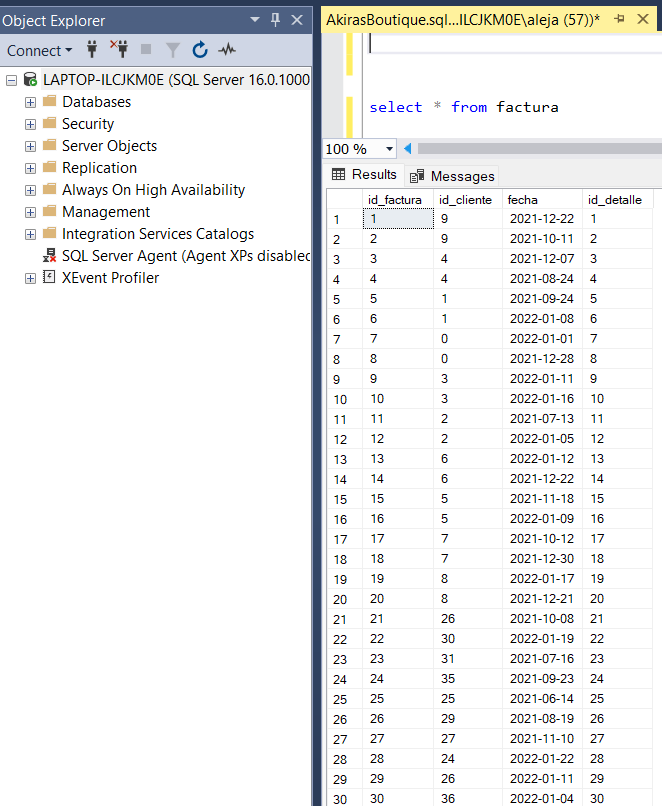 Object Explorer
Connect
LAPTOP-ILCJKM0E (SQL Server 16.0.1000
Databases
Security
Server Objects
Replication
Always On High Availability
Management
Integration Services Catalogs
SQL Server Agent (Agent XPs disabled
XEvent Profiler
AkirasBoutique.sql...ILCJKM0E\aleja (57))*
select * from factura
100 %
Results Messages
id_factura id_cliente fecha id_detalle
1 1 9 2021-12-22 1
2 2 9 2021-10-11 2
3 3 4 2021-12-07 3
4 4 4 2021-08-24 4
5 5 1 2021-09-24 5
6 6 1 2022-01-08 6
7 7 0 2022-01-01 7
8 8 0 2021-12-28 8
9 9 3 2022-01-11 9
10 10 3 2022-01-16 10
11 11 2 2021-07-13 11
12 12 2 2022-01-05 12
13 13 6 2022-01-12 13
14 14 6 2021-12-22 14
15 15 5 2021-11-18 15
16 16 5 2022-01-09 16
17 17 7 2021-10-12 17
18 18 7 2021-12-30 18
19 19 8 2022-01-17 19
20 20 8 2021-12-21 20
21 21 26 2021-10-08 21
22 22 30 2022-01-19 22
23 23 31 2021-07-16 23
24 24 35 2021-09-23 24
25 25 25 2021-06-14 25
26 26 29 2021-08-19 26
27 27 27 2021-11-10 27
28 28 24 2022-01-22 28
29 29 26 2022-01-11 29
30 30 36 2022-01-04 30